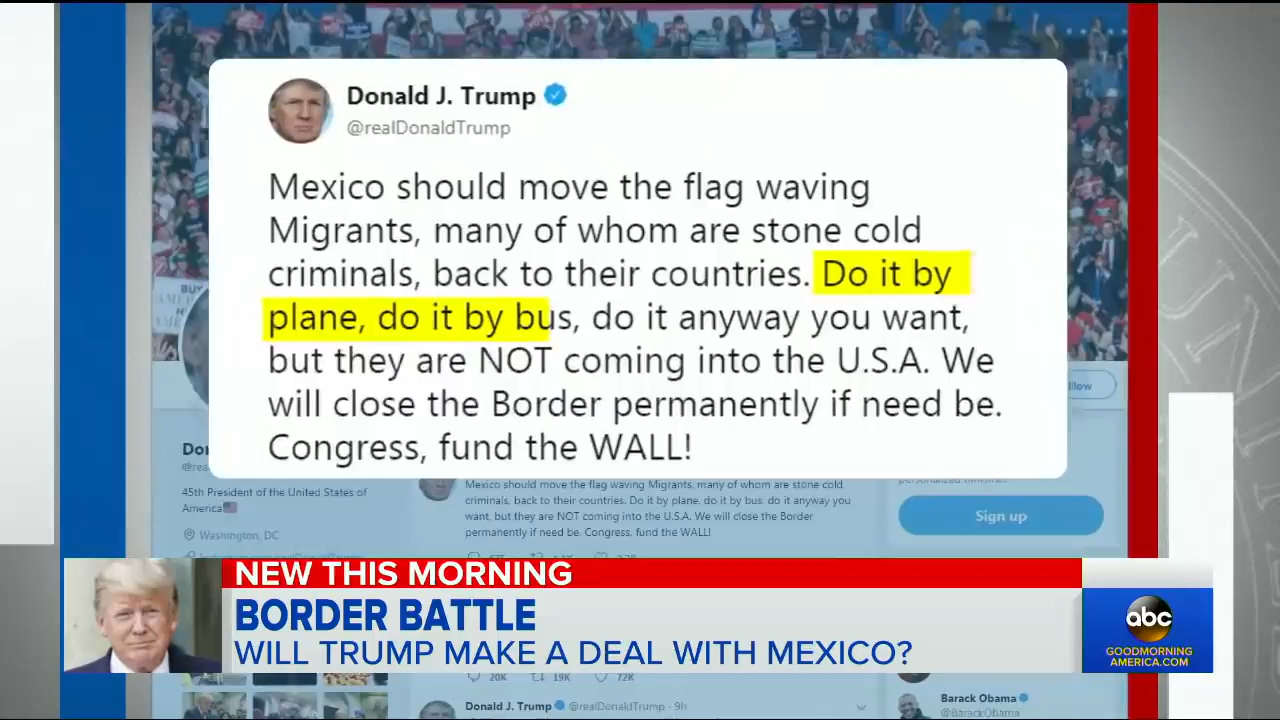 Donald J. Trump
@realDonaldTrump
Mexico should move the flag waving
Migrants, many of whom are stone cold
criminals, back to their countries. Do it by
plane, do it by bus, do it anyway you want,
but they are NOT coming into the U.S.A. We
will close the Border permanently if need be.
Congress, fund the WALL!
Mexico should move the flag waving Migrants, many of whom are stone cold
criminals, back to their countries. Do it by plane, do it by bus, do it anyway you
want, but they are NOT coming into the U.S.A. We will close the Border
permanently if need be. Congress, fund the WALL!
45th President of the United States of
America
Washington, DC
Sign up
NEW THIS MORNING
BORDER BATTLE
WILL TRUMP MAKE A DEAL WITH MEXICO?
abc
GOODMORNING
AMERICA.COM
20K 19K 72K
Donald J. Trump @realDonaldTrump · 9h
Barack Obama
@BarackObama